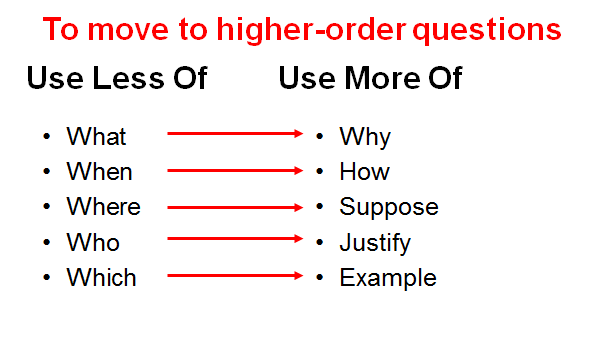 To move to higher-order questions
Use Less Of Use More Of
• What • Why
• When • How
• Where • Suppose
• Who • Justify
• Which • Example